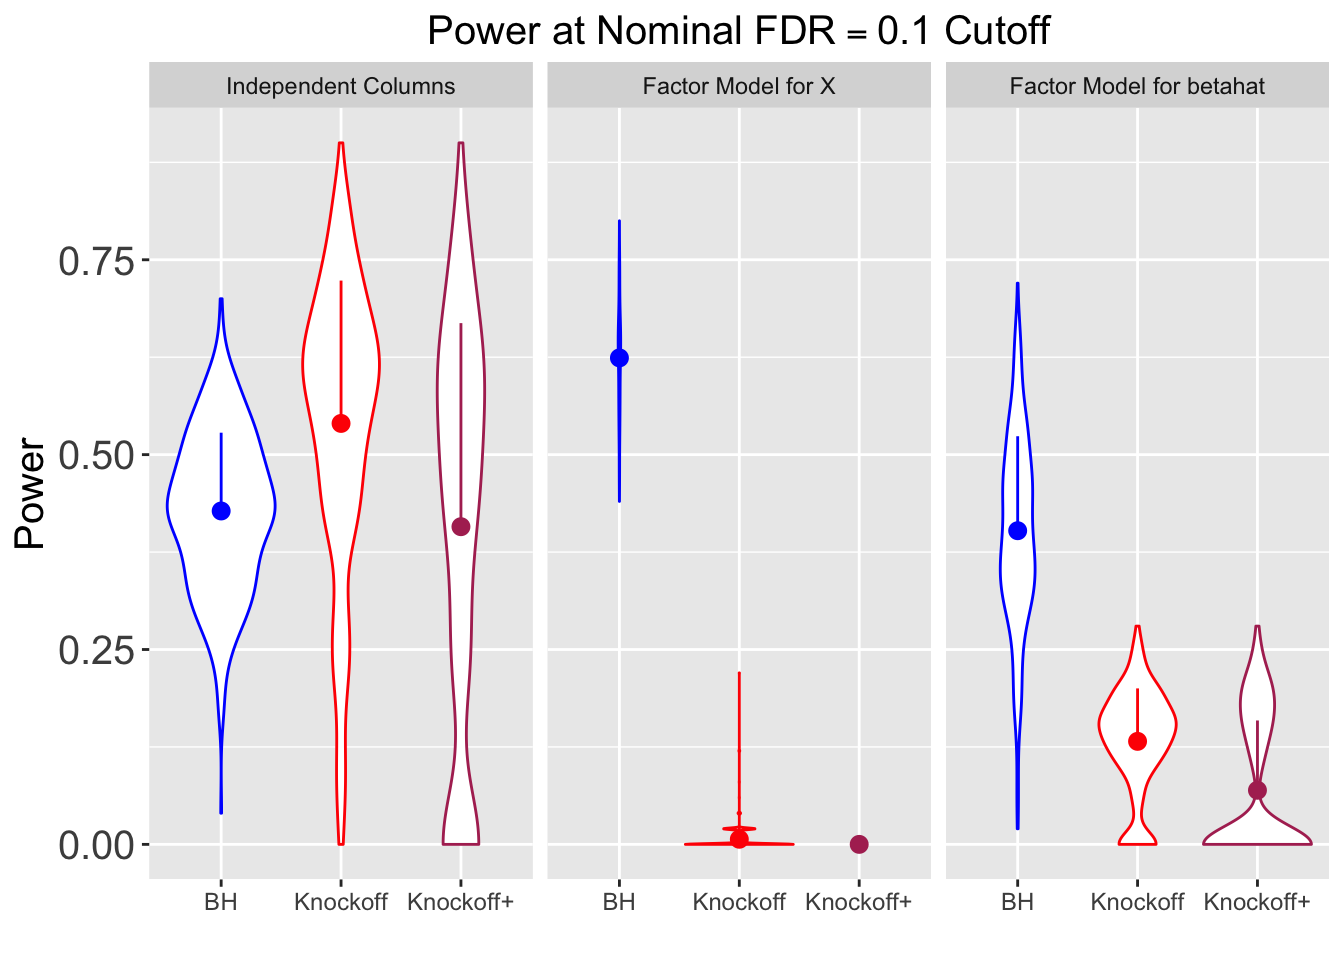 Power at Nominal FDR = 0.1 Cutoff
Independent Columns
Factor Model for X
Factor Model for betahat
Power
0.75
0.50
0.25
0.00
BH
Knockoff
Knockoff+
BH
Knockoff
Knockoff+
BH
Knockoff
Knockoff+